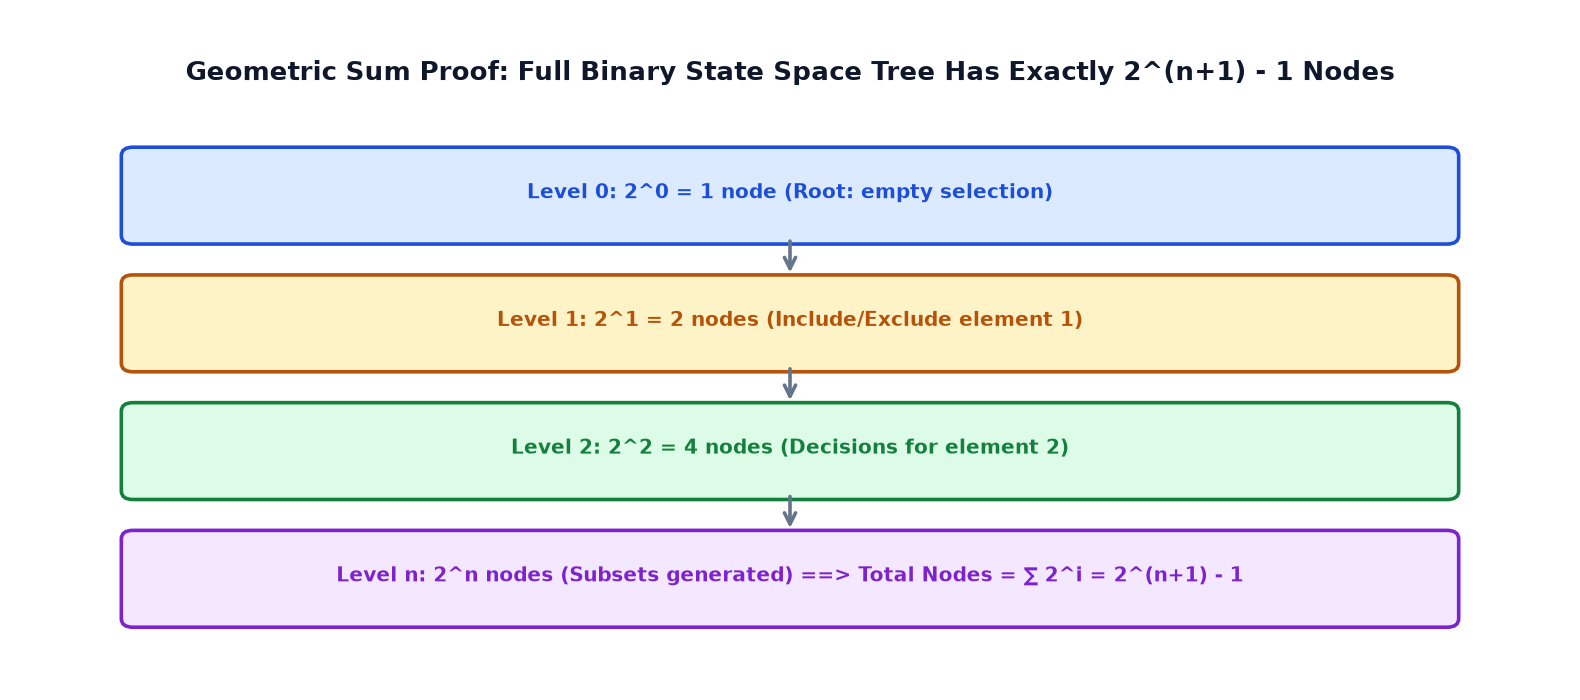 Geometric Sum Proof: Full Binary State Space Tree Has Exactly 2^(n+1) - 1 Nodes
Level 0: 2^0 = 1 node (Root: empty selection)
Level 1: 2^1 = 2 nodes (Include/Exclude element 1)
Level 2: 2^2 = 4 nodes (Decisions for element 2)
Level n: 2^n nodes (Subsets generated) ==> Total Nodes = ∑ 2^i = 2^(n+1) - 1